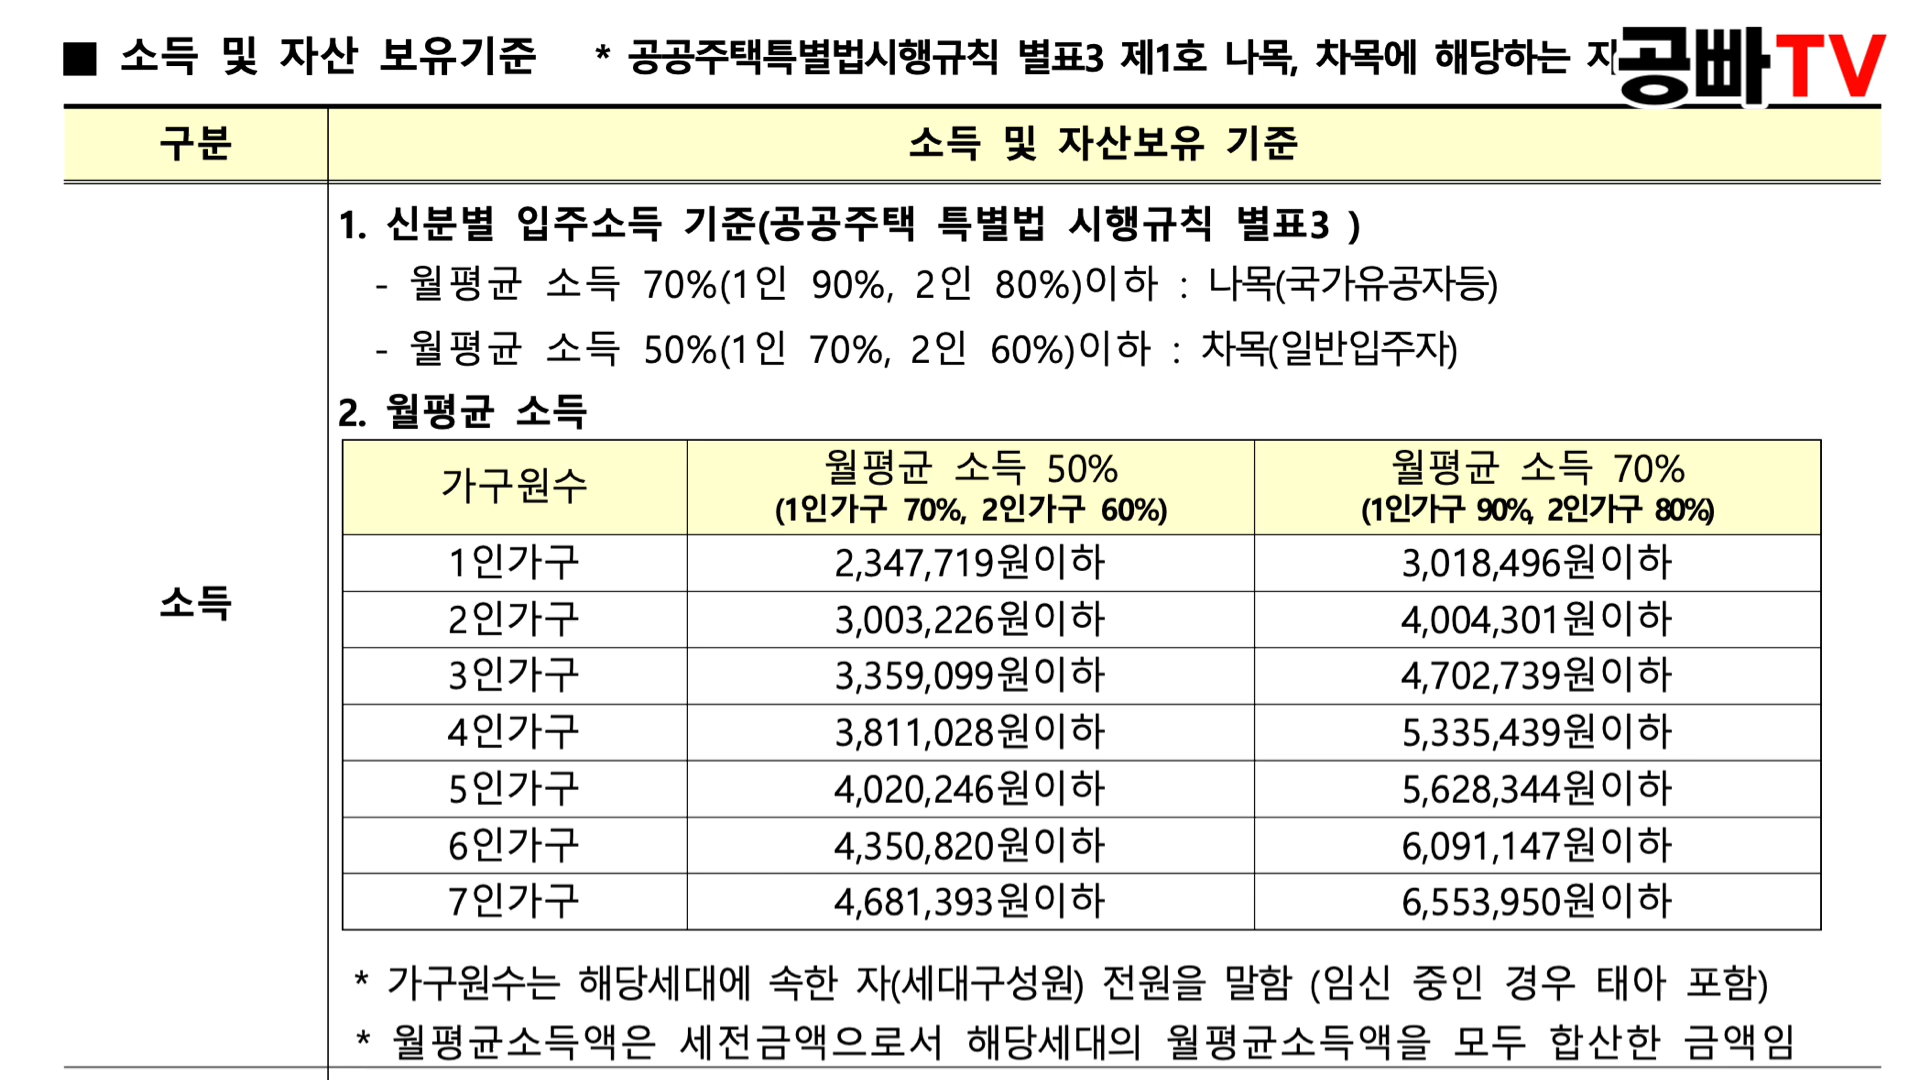 ■ 소득 및 자산 보유기준 * 공공주택특별법시행규칙 별표3 제1호 나목, 차목에 해당하는
공빠TV
구분 소득 및 자산보유 기준
1. 신분별 입주소득 기준(공공주택 특별법 시행규칙 별표3 )
- 월평균 소득 70%(1인 90%, 2인 80%)이하 : 나목(국가유공자등)
- 월평균 소득 50%(1인 70%, 2인 60%)이하 : 차목(일반입주자)
2. 월평균 소득
가구원수 월평균 소득 50% 월평균 소득 70%
(1인가구 70%, 2인가구 60%) (1인가구 90%, 2인가구 80%)
1인가구 2,347,719원이하 3,018,496원이하
소득
2인가구 3,003,226원이하 4,004,301원이하
3인가구 3,359,099원이하 4,702,739원이하
4인가구 3,811,028원이하 5,335,439원이하
5인가구 4,020,246원이하 5,628,344원이하
6인가구 4,350,820원이하 6,091,147원이하
7인가구 4,681,393원이하 6,553,950원이하
* 가구원수는 해당세대에 속한 자(세대구성원) 전원을 말함 (임신 중인 경우 태아 포함)
* 월평균소득액은 세전금액으로서 해당세대의 월평균소득액을 모두 합산한 금액임